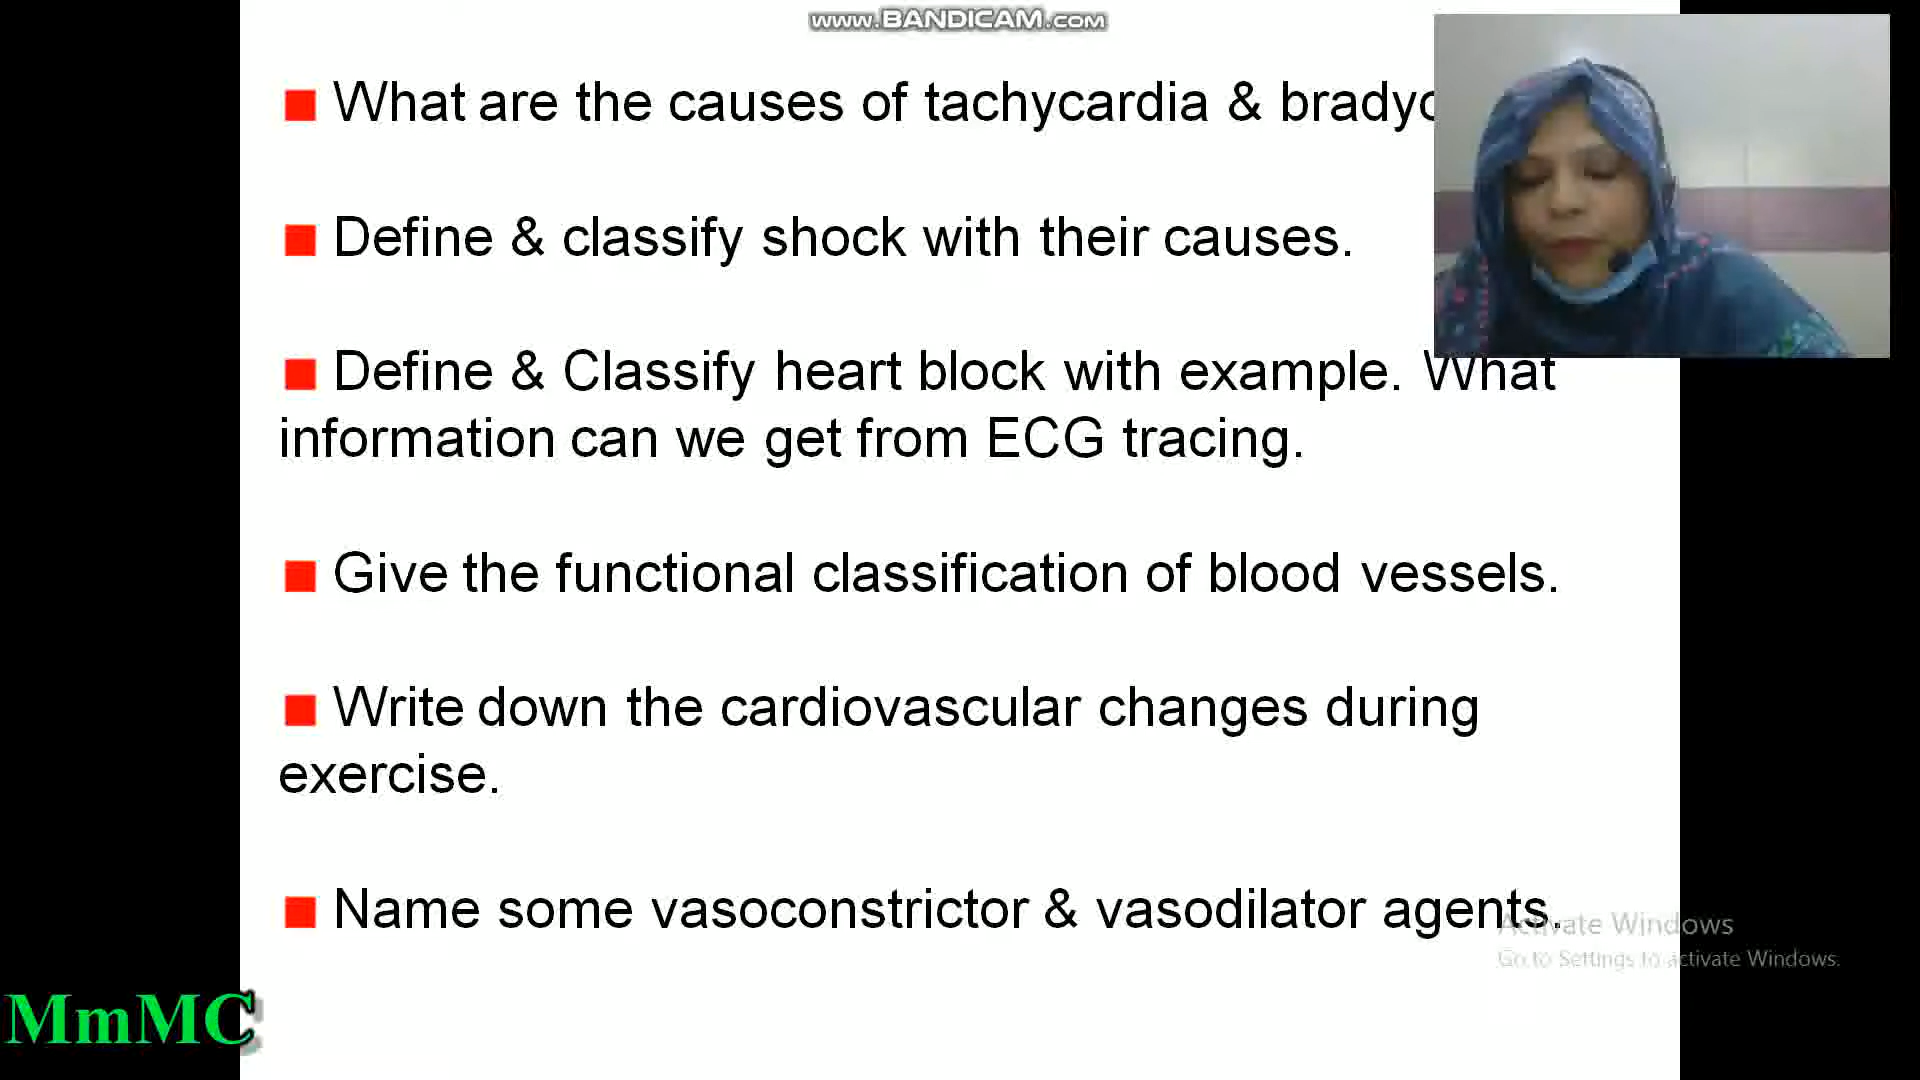 www.BANDICAM.com
What are the causes of tachycardia &
Define & classify shock with their causes.
Define & Classify heart block with example. What
information can we get from ECG tracing.
Give the functional classification of blood vessels.
Write down the cardiovascular changes during
exercise.
Name some vasoconstrictor & vasodilator agents.
Activate Windows
Go to Settings to activate Windows.
MmMC